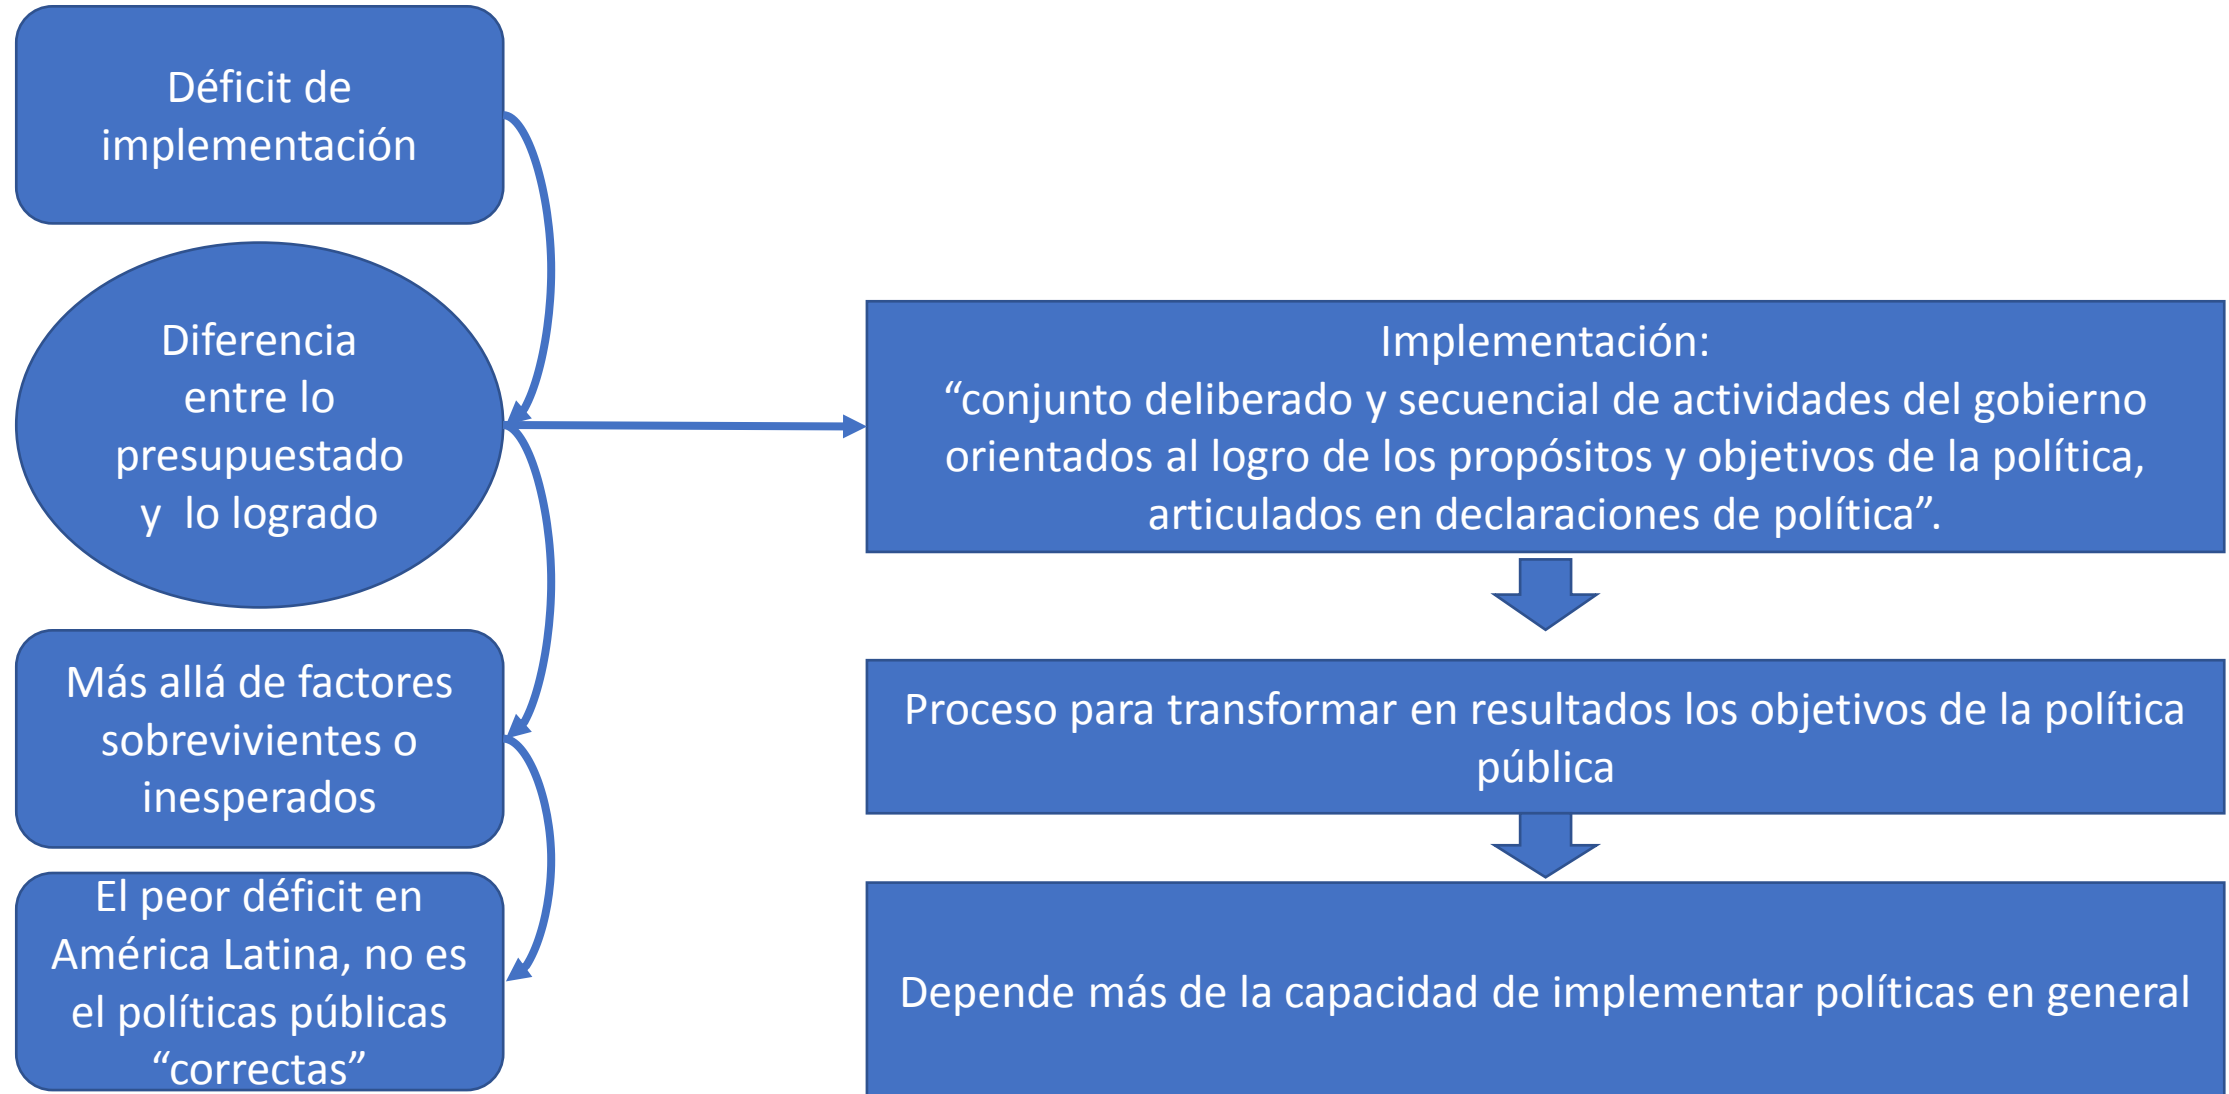 Déficit de
implementación
Diferencia
entre lo
presupuestado
y  lo logrado
Más allá de factores
sobrevivientes o
inesperados
El peor déficit en
América Latina, no es
el políticas públicas
“correctas”
Implementación:
“conjunto deliberado y secuencial de actividades del gobierno
orientados al logro de los propósitos y objetivos de la política,
articulados en declaraciones de política”.
Proceso para transformar en resultados los objetivos de la política
pública
Depende más de la capacidad de implementar políticas en general